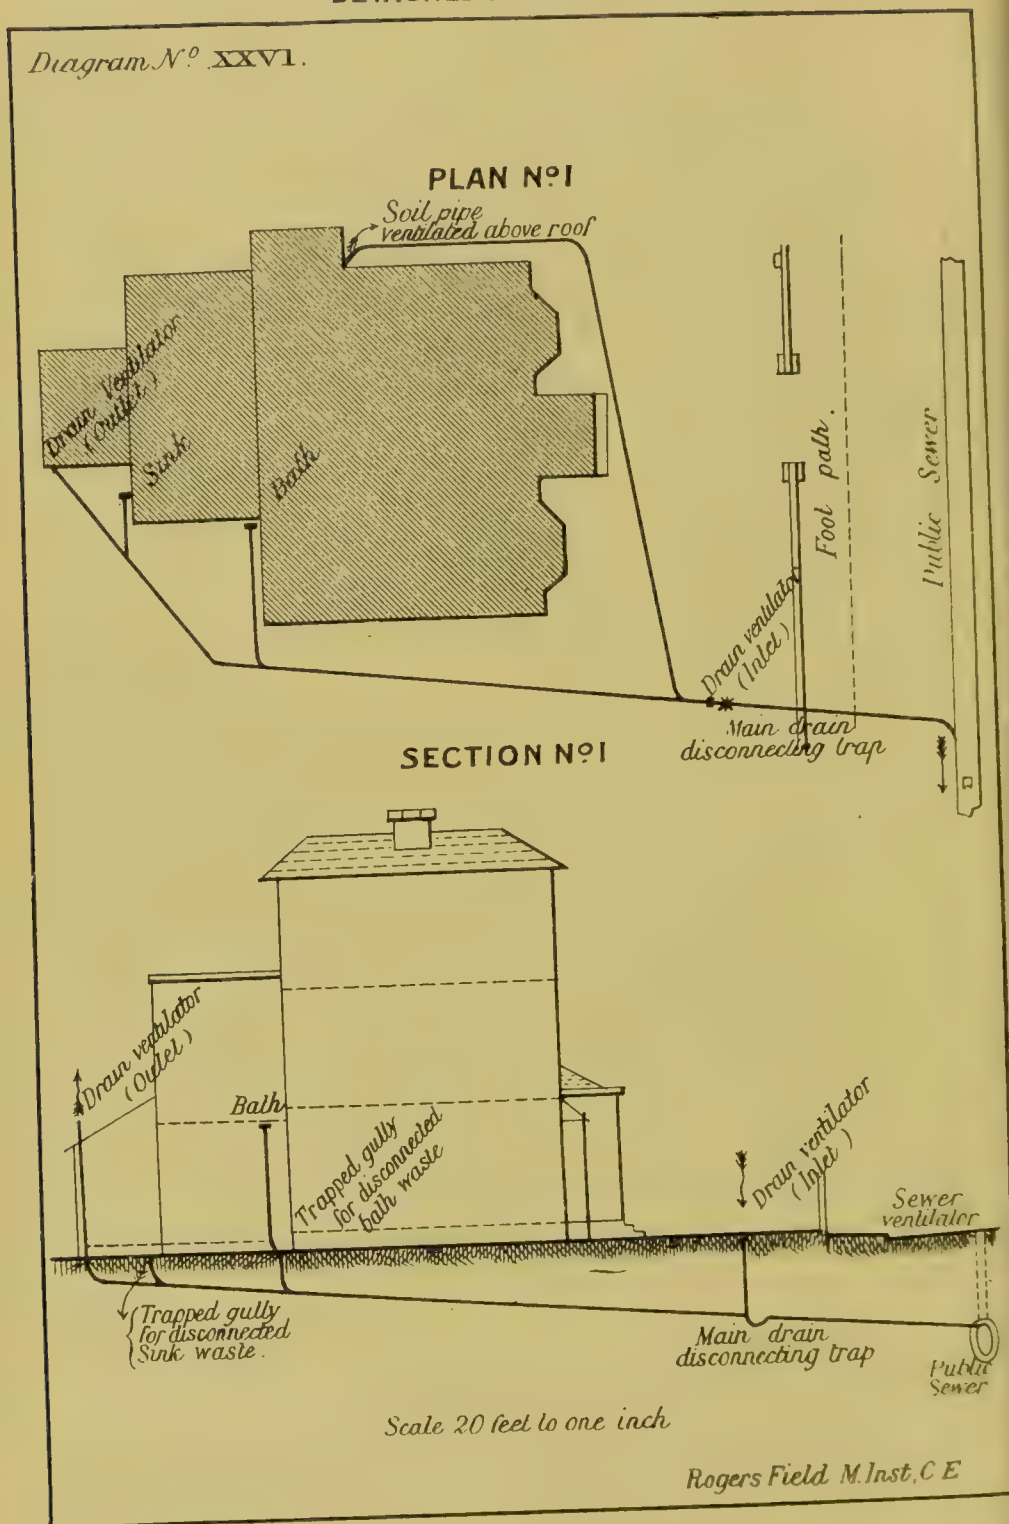 Diagram Nº XXVI.
PLAN Nº 1
Soil pipe
ventilated above roof
Drain Ventilator
(Outlet)
Sink
Bath
Foot path.
Public Sewer
Drain ventilator
(Inlet)
Main drain
disconnecting trap
SECTION Nº 1
Drain ventilator
(Outlet)
Bath
Trapped gully
for disconnected
bath waste
Drain ventilator
(Inlet)
Sewer
ventilator
Trapped gully
for disconnected
Sink waste.
Main drain
disconnecting trap
Public
Sewer
Scale 20 feet to one inch
Rogers Field M.Inst,C E